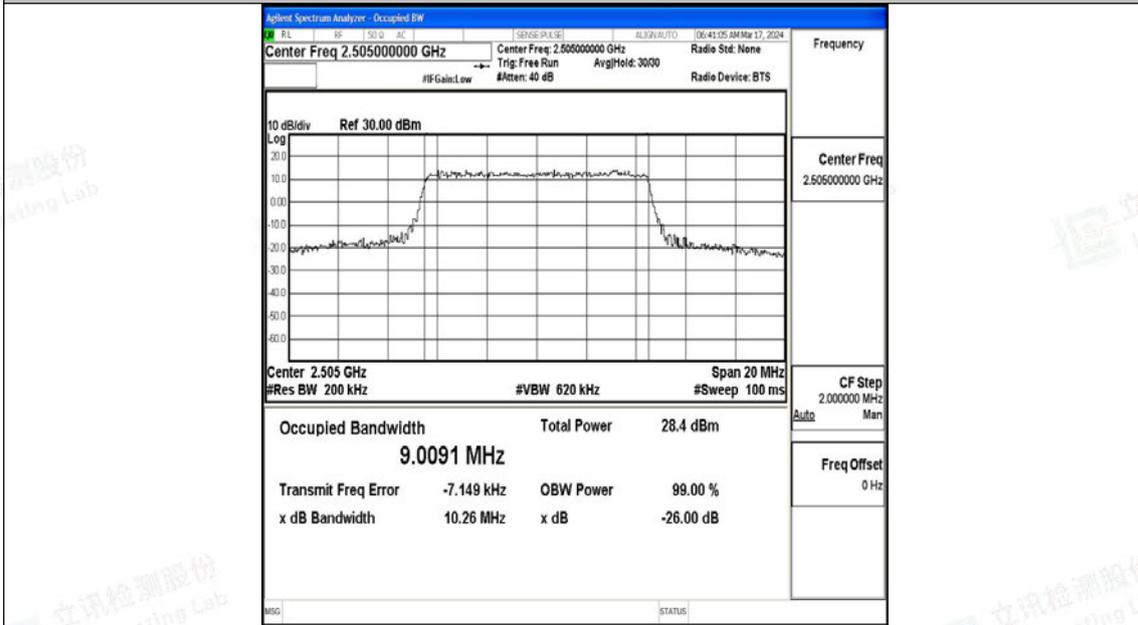 Agilent Spectrum Analyzer - Occupied BW
RL RF 50 Ω AC SENSE:PULSE ALIGNAUTO 06:41:05 AM Mar 17, 2024
Center Freq 2.505000000 GHz
Center Freq: 2.505000000 GHz
Radio Std: None
Trig: Free Run Avg|Hold: 30/30
#IFGain:Low #Atten: 40 dB Radio Device: BTS
10 dB/div Ref 30.00 dBm
Log
20.0
10.0
0.00
-10.0
-20.0
-30.0
-40.0
-50.0
-60.0
Center 2.505 GHz Span 20 MHz
#Res BW 200 kHz #VBW 620 kHz #Sweep 100 ms
Occupied Bandwidth Total Power 28.4 dBm
9.0091 MHz
Transmit Freq Error -7.149 kHz OBW Power 99.00 %
x dB Bandwidth 10.26 MHz x dB -26.00 dB
MSG STATUS
Frequency
Center Freq
2.505000000 GHz
CF Step
2.000000 MHz
Auto Man
Freq Offset
0 Hz
立讯检测股份